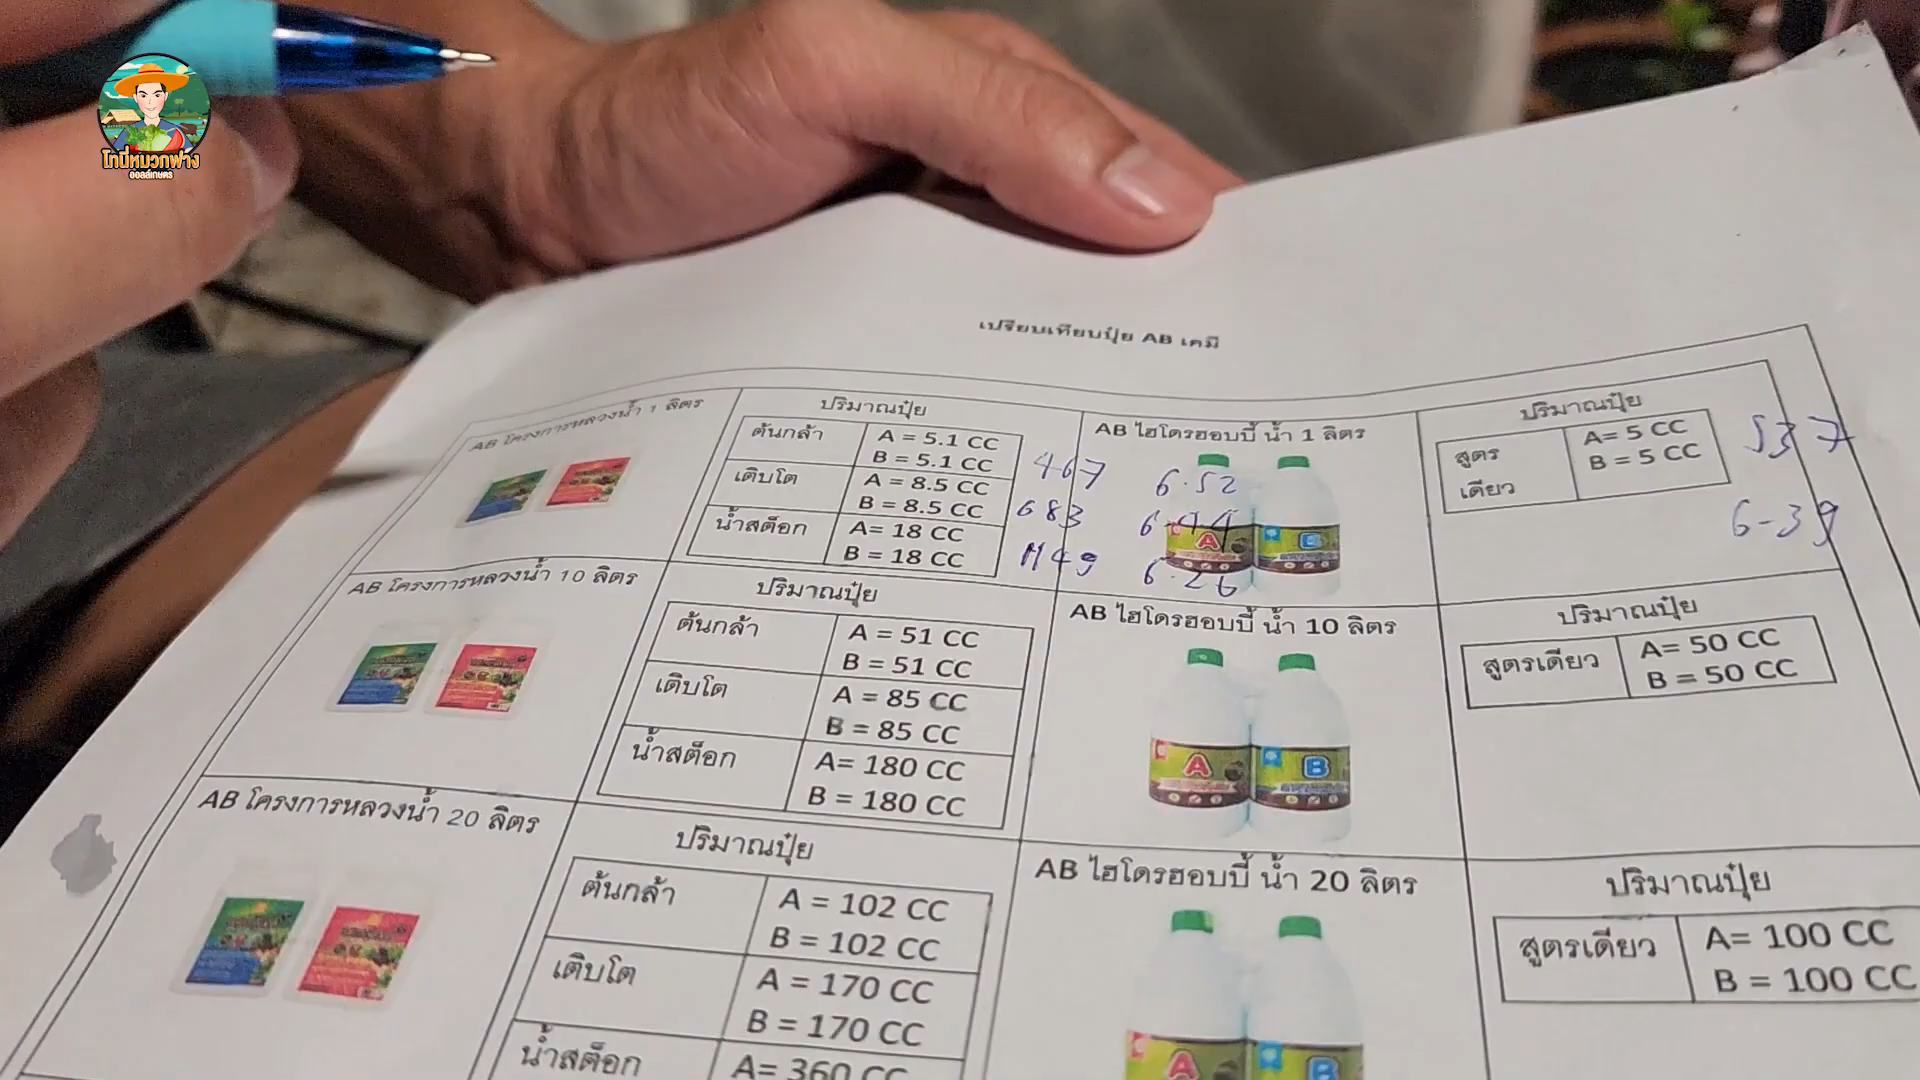 โทนี่หมวกฟาง
ออลล์เกษตร
เปรียบเทียบปุ๋ย AB เคมี
AB โครงการหลวงน้ำ 1 ลิตร
ปริมาณปุ๋ย
ต้นกล้า
A = 5.1 CC
B = 5.1 CC
467
เติบโต
A = 8.5 CC
B = 8.5 CC
683
น้ำสต็อก
A= 18 CC
B = 18 CC
1149
AB ไฮโดรฮอบบี้ น้ำ 1 ลิตร
6.52
6.44
6.26
A
B
ปริมาณปุ๋ย
สูตร
เดียว
A= 5 CC
B = 5 CC
537
6-39
AB โครงการหลวงน้ำ 10 ลิตร
ปริมาณปุ๋ย
ต้นกล้า
A = 51 CC
B = 51 CC
เติบโต
A = 85 CC
B = 85 CC
น้ำสต็อก
A= 180 CC
B = 180 CC
AB ไฮโดรฮอบบี้ น้ำ 10 ลิตร
A
B
ปริมาณปุ๋ย
สูตรเดียว
A= 50 CC
B = 50 CC
AB โครงการหลวงน้ำ 20 ลิตร
ปริมาณปุ๋ย
ต้นกล้า
A = 102 CC
B = 102 CC
เติบโต
A = 170 CC
B = 170 CC
น้ำสต็อก
A= 360 CC
AB ไฮโดรฮอบบี้ น้ำ 20 ลิตร
A
B
ปริมาณปุ๋ย
สูตรเดียว
A= 100 CC
B = 100 CC